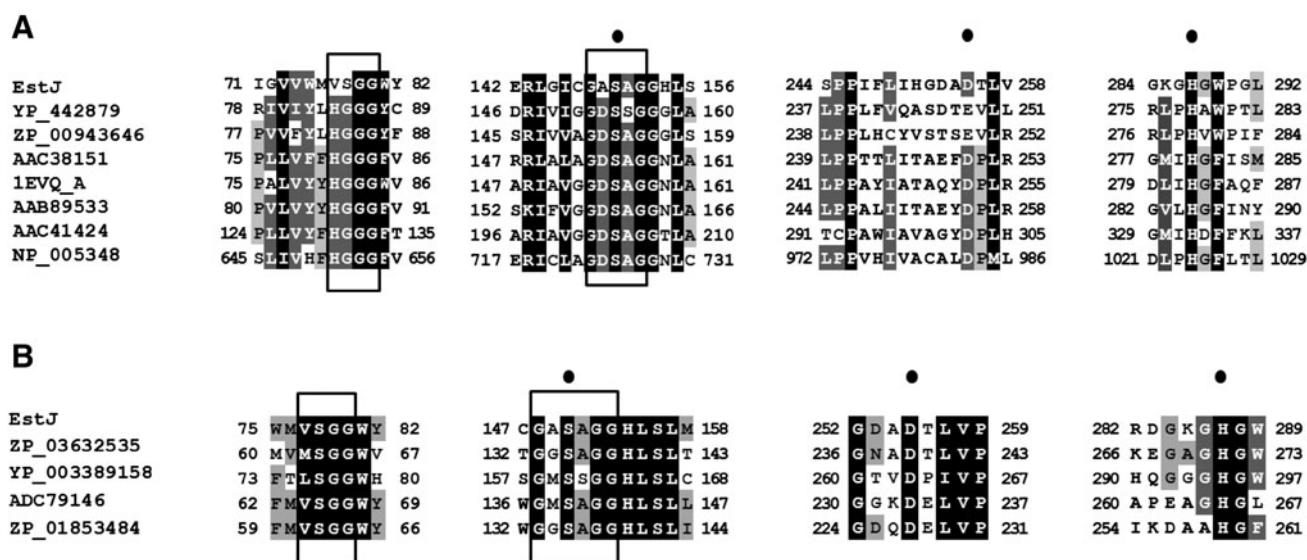 A
EstJ 71 IGVVWMVSGGWY 82 142 ERLGICGASAGGHLS 156 244 SPPIFLIHGDADTLV 258 284 GKGHGWPGL 292
YP_442879 78 RIVIYLHGGGYC 89 146 DRIVIGGDSSGGGLA 160 237 LPPLFVQASDTEVLL 251 275 RLPHAWPTL 283
ZP_00943646 77 PVVFYLHGGGYF 88 145 SRIVVAGDSAGGGLS 159 238 LPPLHCYVSTSEVLR 252 276 RLPHVWPIF 284
AAC38151 75 PLLVFFHGGGFV 86 147 RRLALAGDSAGGNLA 161 239 LPPTTLITAEFDPLR 253 277 GMIHGFISM 285
1EVQ_A 75 PALVYYHGGGWV 86 147 ARIAVGGDSAGGNLA 161 241 LPPAYIATAQYDPLR 255 279 DLIHGFAQF 287
AAB89533 80 PVLVYYHGGGFV 91 152 SKIFVGGDSAGGNLA 166 244 LPPALIITAEYDPLR 258 282 GVLHGFINY 290
AAC41424 124 PLLVYFHGGGFT 135 196 ARIAVAGDSAGGTLA 210 291 TCPAWIAVAGYDPLH 305 329 GMIHDFFKL 337
NP_005348 645 SLIVHFHGGGFV 656 717 ERICLAGDSAGGNLC 731 972 LPPVHIVACALDPML 986 1021 DLPHGFLTL 1029
B
EstJ 75 WMVSGGWY 82 147 CGASAGGHLSLM 158 252 GDADTLVP 259 282 RDGKGHGW 289
ZP_03632535 60 MVMSGGWV 67 132 TGGSAGGHLSLT 143 236 GNADTLVP 243 266 KEGAGHGW 273
YP_003389158 73 FTLSGGWH 80 157 SGMSSGGHLSLC 168 260 GTVDPIVP 267 290 HQGGGHGW 297
ADC79146 62 FMVSGGWY 69 136 WGMSAGGHLSLL 147 230 GGKDELVP 237 260 APEAGHGL 267
ZP_01853484 59 FMVSGGWY 66 132 WGGSAGGHLSLI 144 224 GDQDELVP 231 254 IKDAAHGF 261